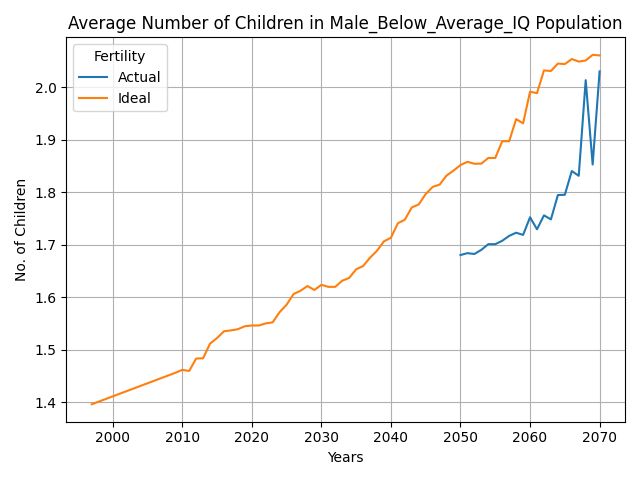 Average Number of Children in Male_Below_Average_IQ Population
Fertility
Actual
Ideal
No. of Children
2.0
1.9
1.8
1.7
1.6
1.5
1.4
2000 2010 2020 2030 2040 2050 2060 2070
Years